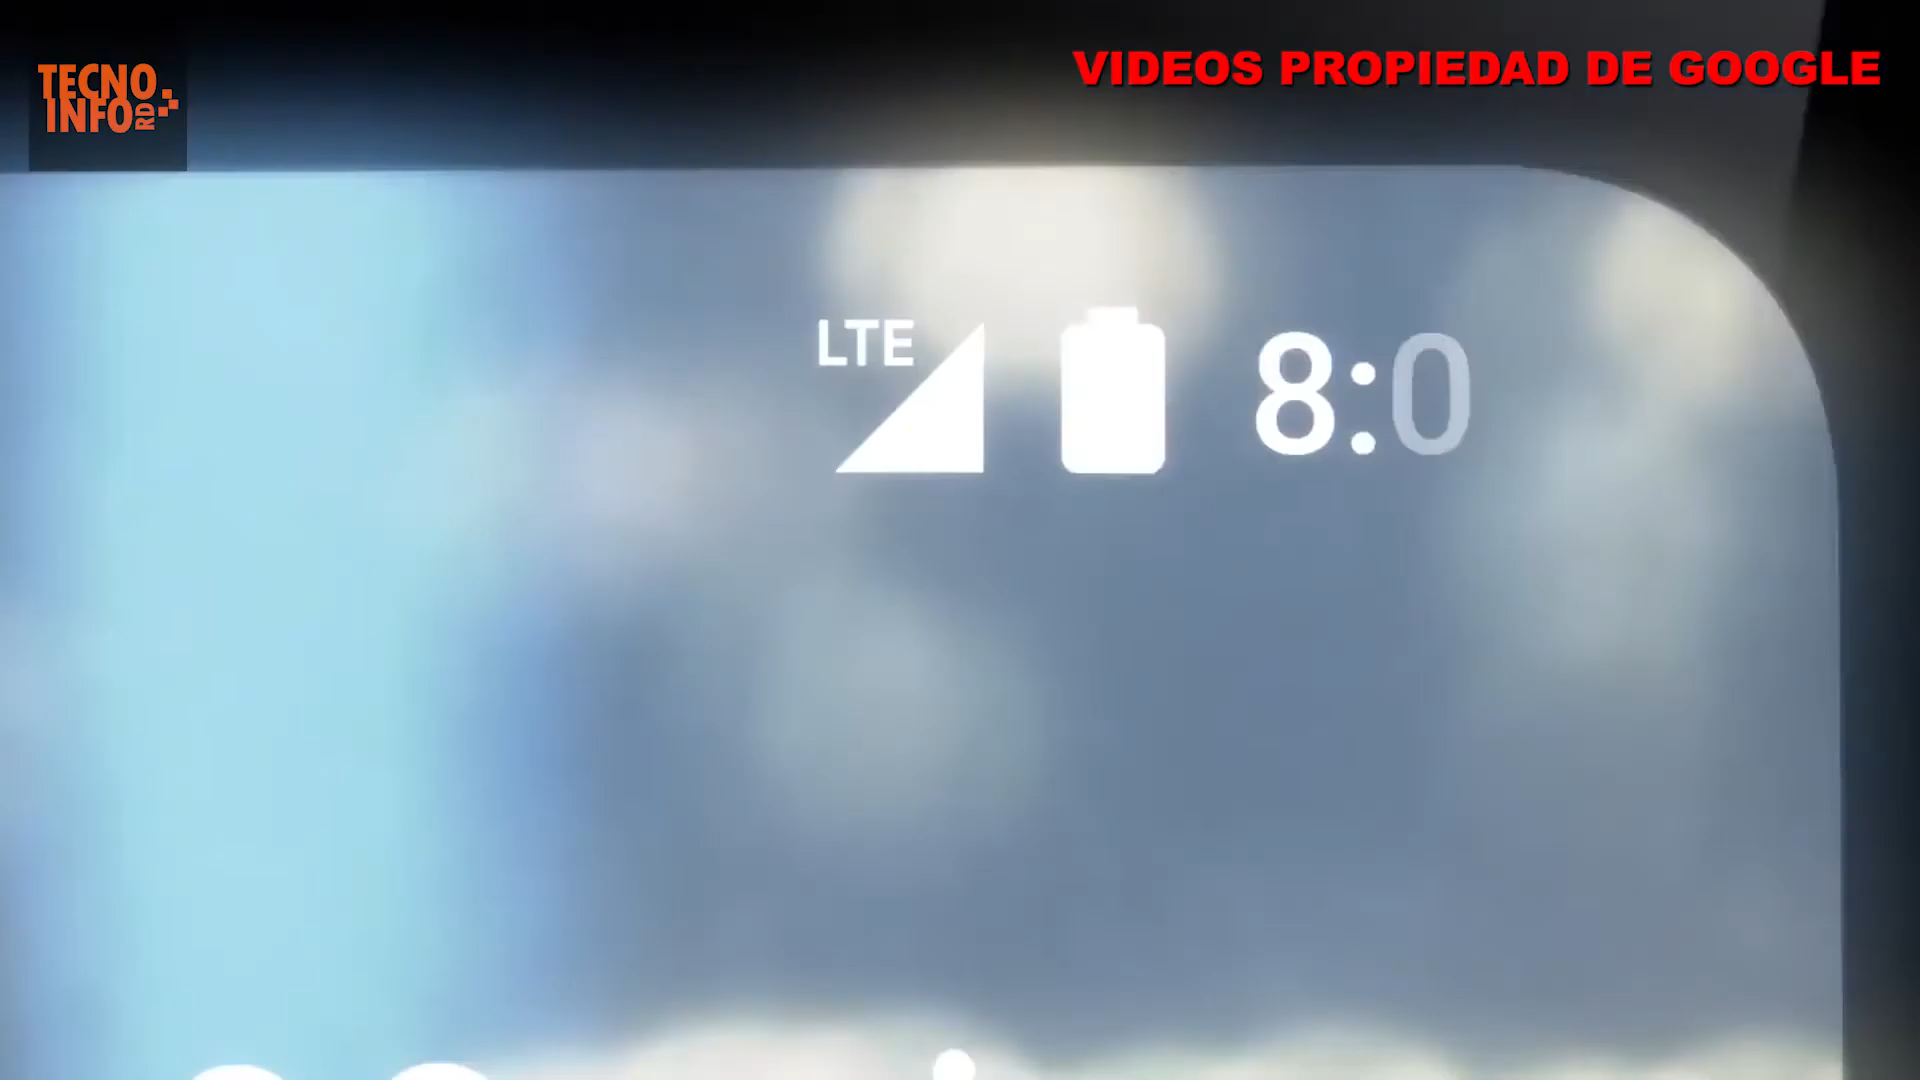 TECNO
INFO RD
VIDEOS PROPIEDAD DE GOOGLE
LTE
8:0